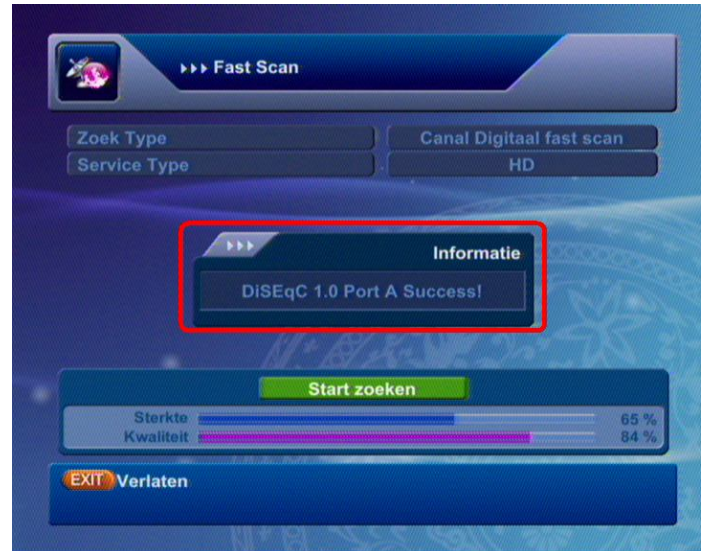 Fast Scan
Zoek Type Canal Digitaal fast scan
Service Type HD
Informatie
DiSEqC 1.0 Port A Success!
Start zoeken
Sterkte 65 %
Kwaliteit 84 %
EXIT Verlaten